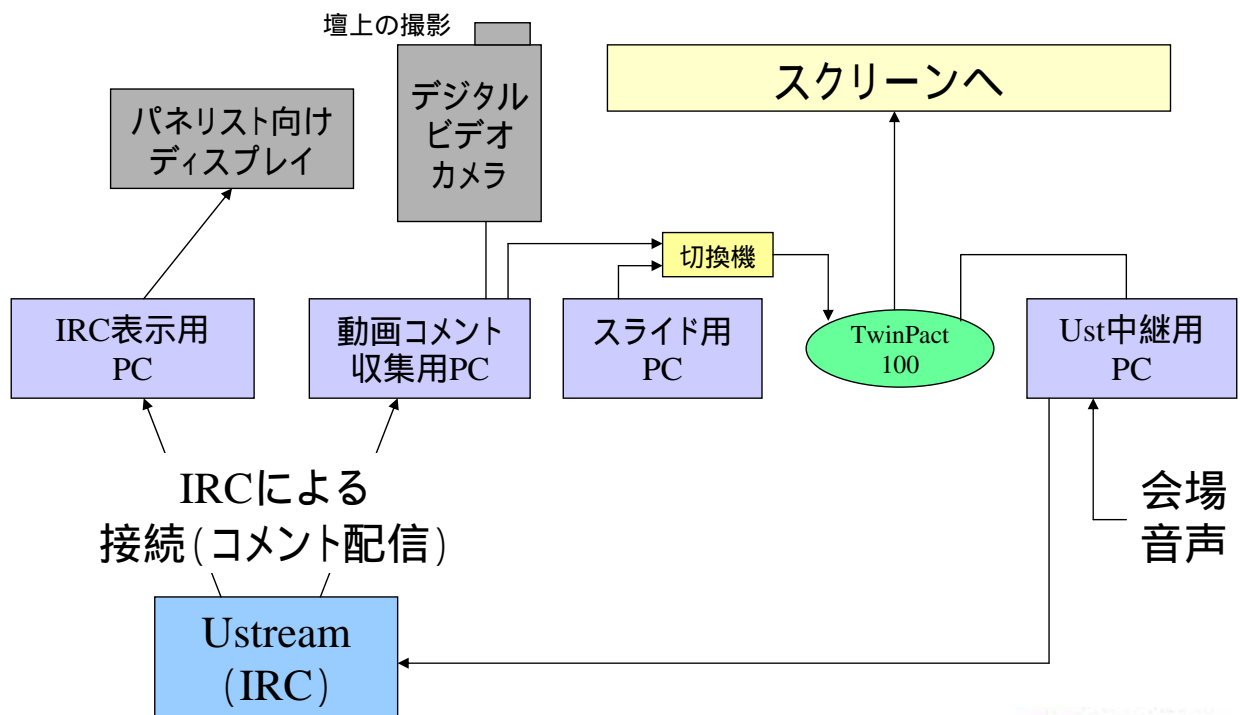 壇上の撮影
デジタル
ビデオ
カメラ
スクリーンへ
パネリスト向け
ディスプレイ
切換機
IRC表示用
PC
動画コメント
収集用PC
スライド用
PC
TwinPact
100
Ust中継用
PC
IRCによる
接続(コメント配信)
会場
音声
Ustream
(IRC)